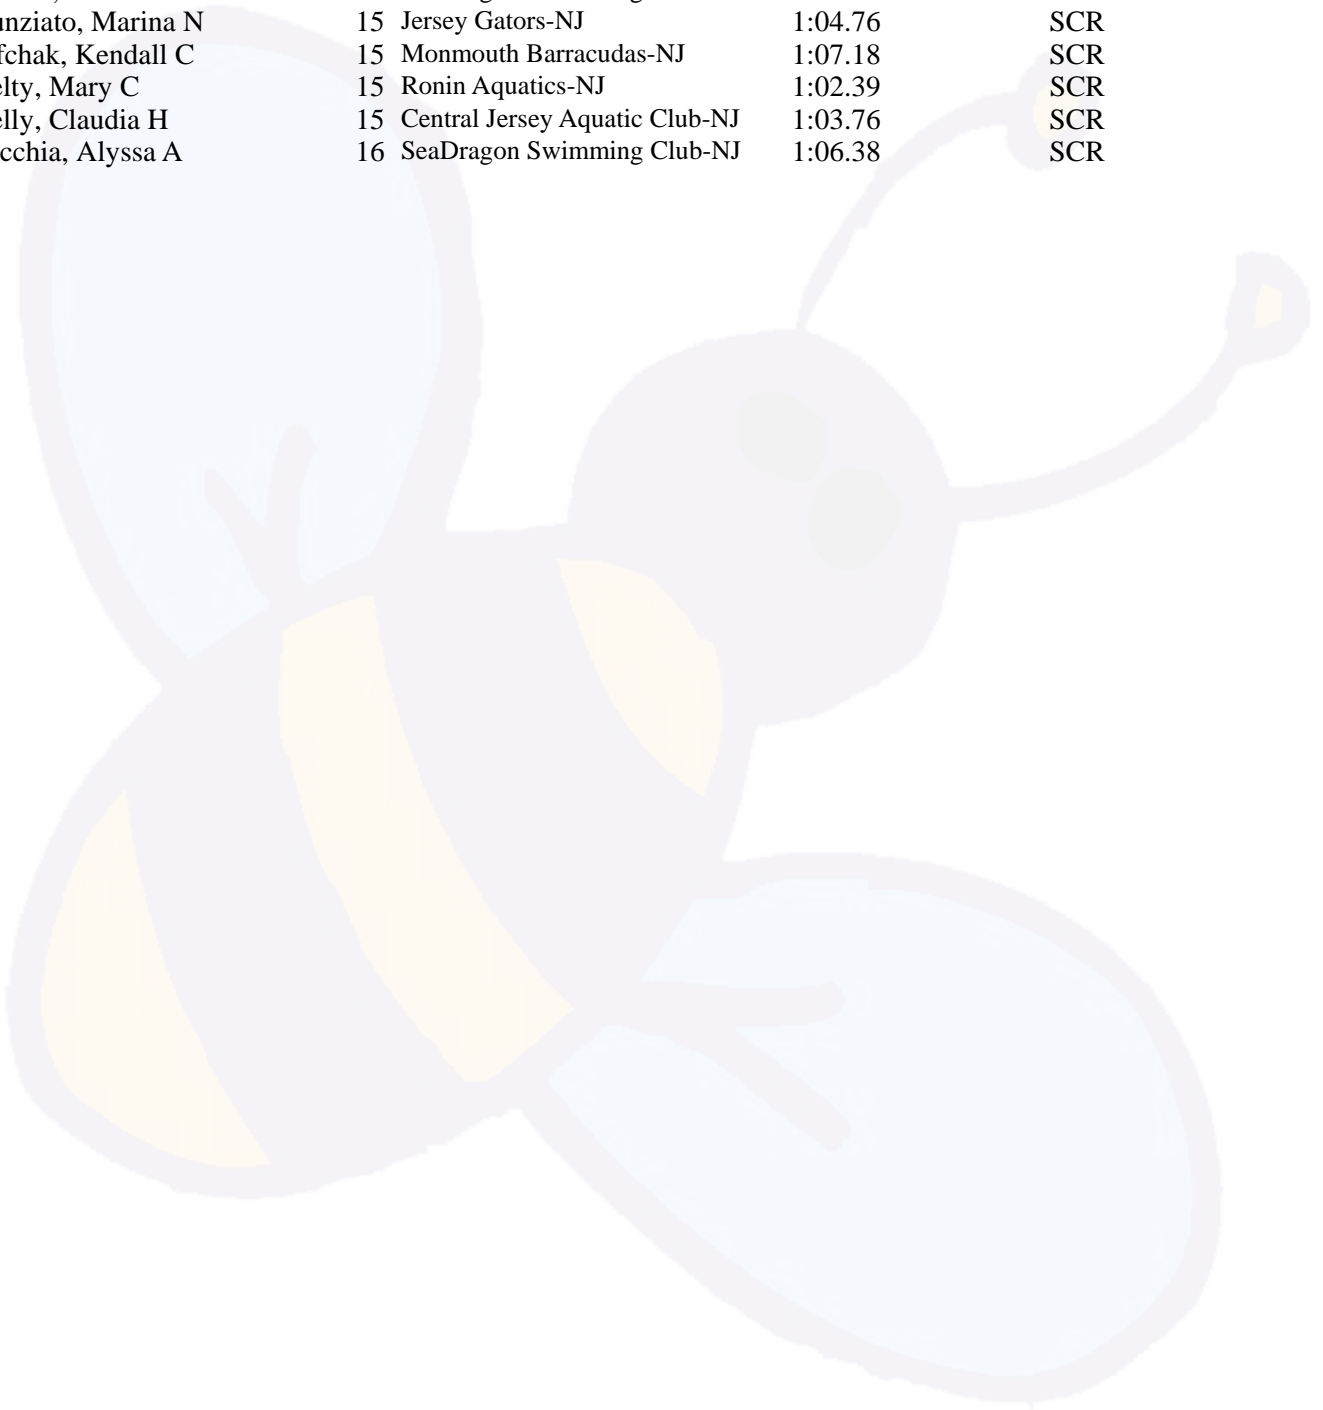 unziato, Marina N 15 Jersey Gators-NJ 1:04.76 SCR
fchak, Kendall C 15 Monmouth Barracudas-NJ 1:07.18 SCR
elty, Mary C 15 Ronin Aquatics-NJ 1:02.39 SCR
elly, Claudia H 15 Central Jersey Aquatic Club-NJ 1:03.76 SCR
cchia, Alyssa A 16 SeaDragon Swimming Club-NJ 1:06.38 SCR